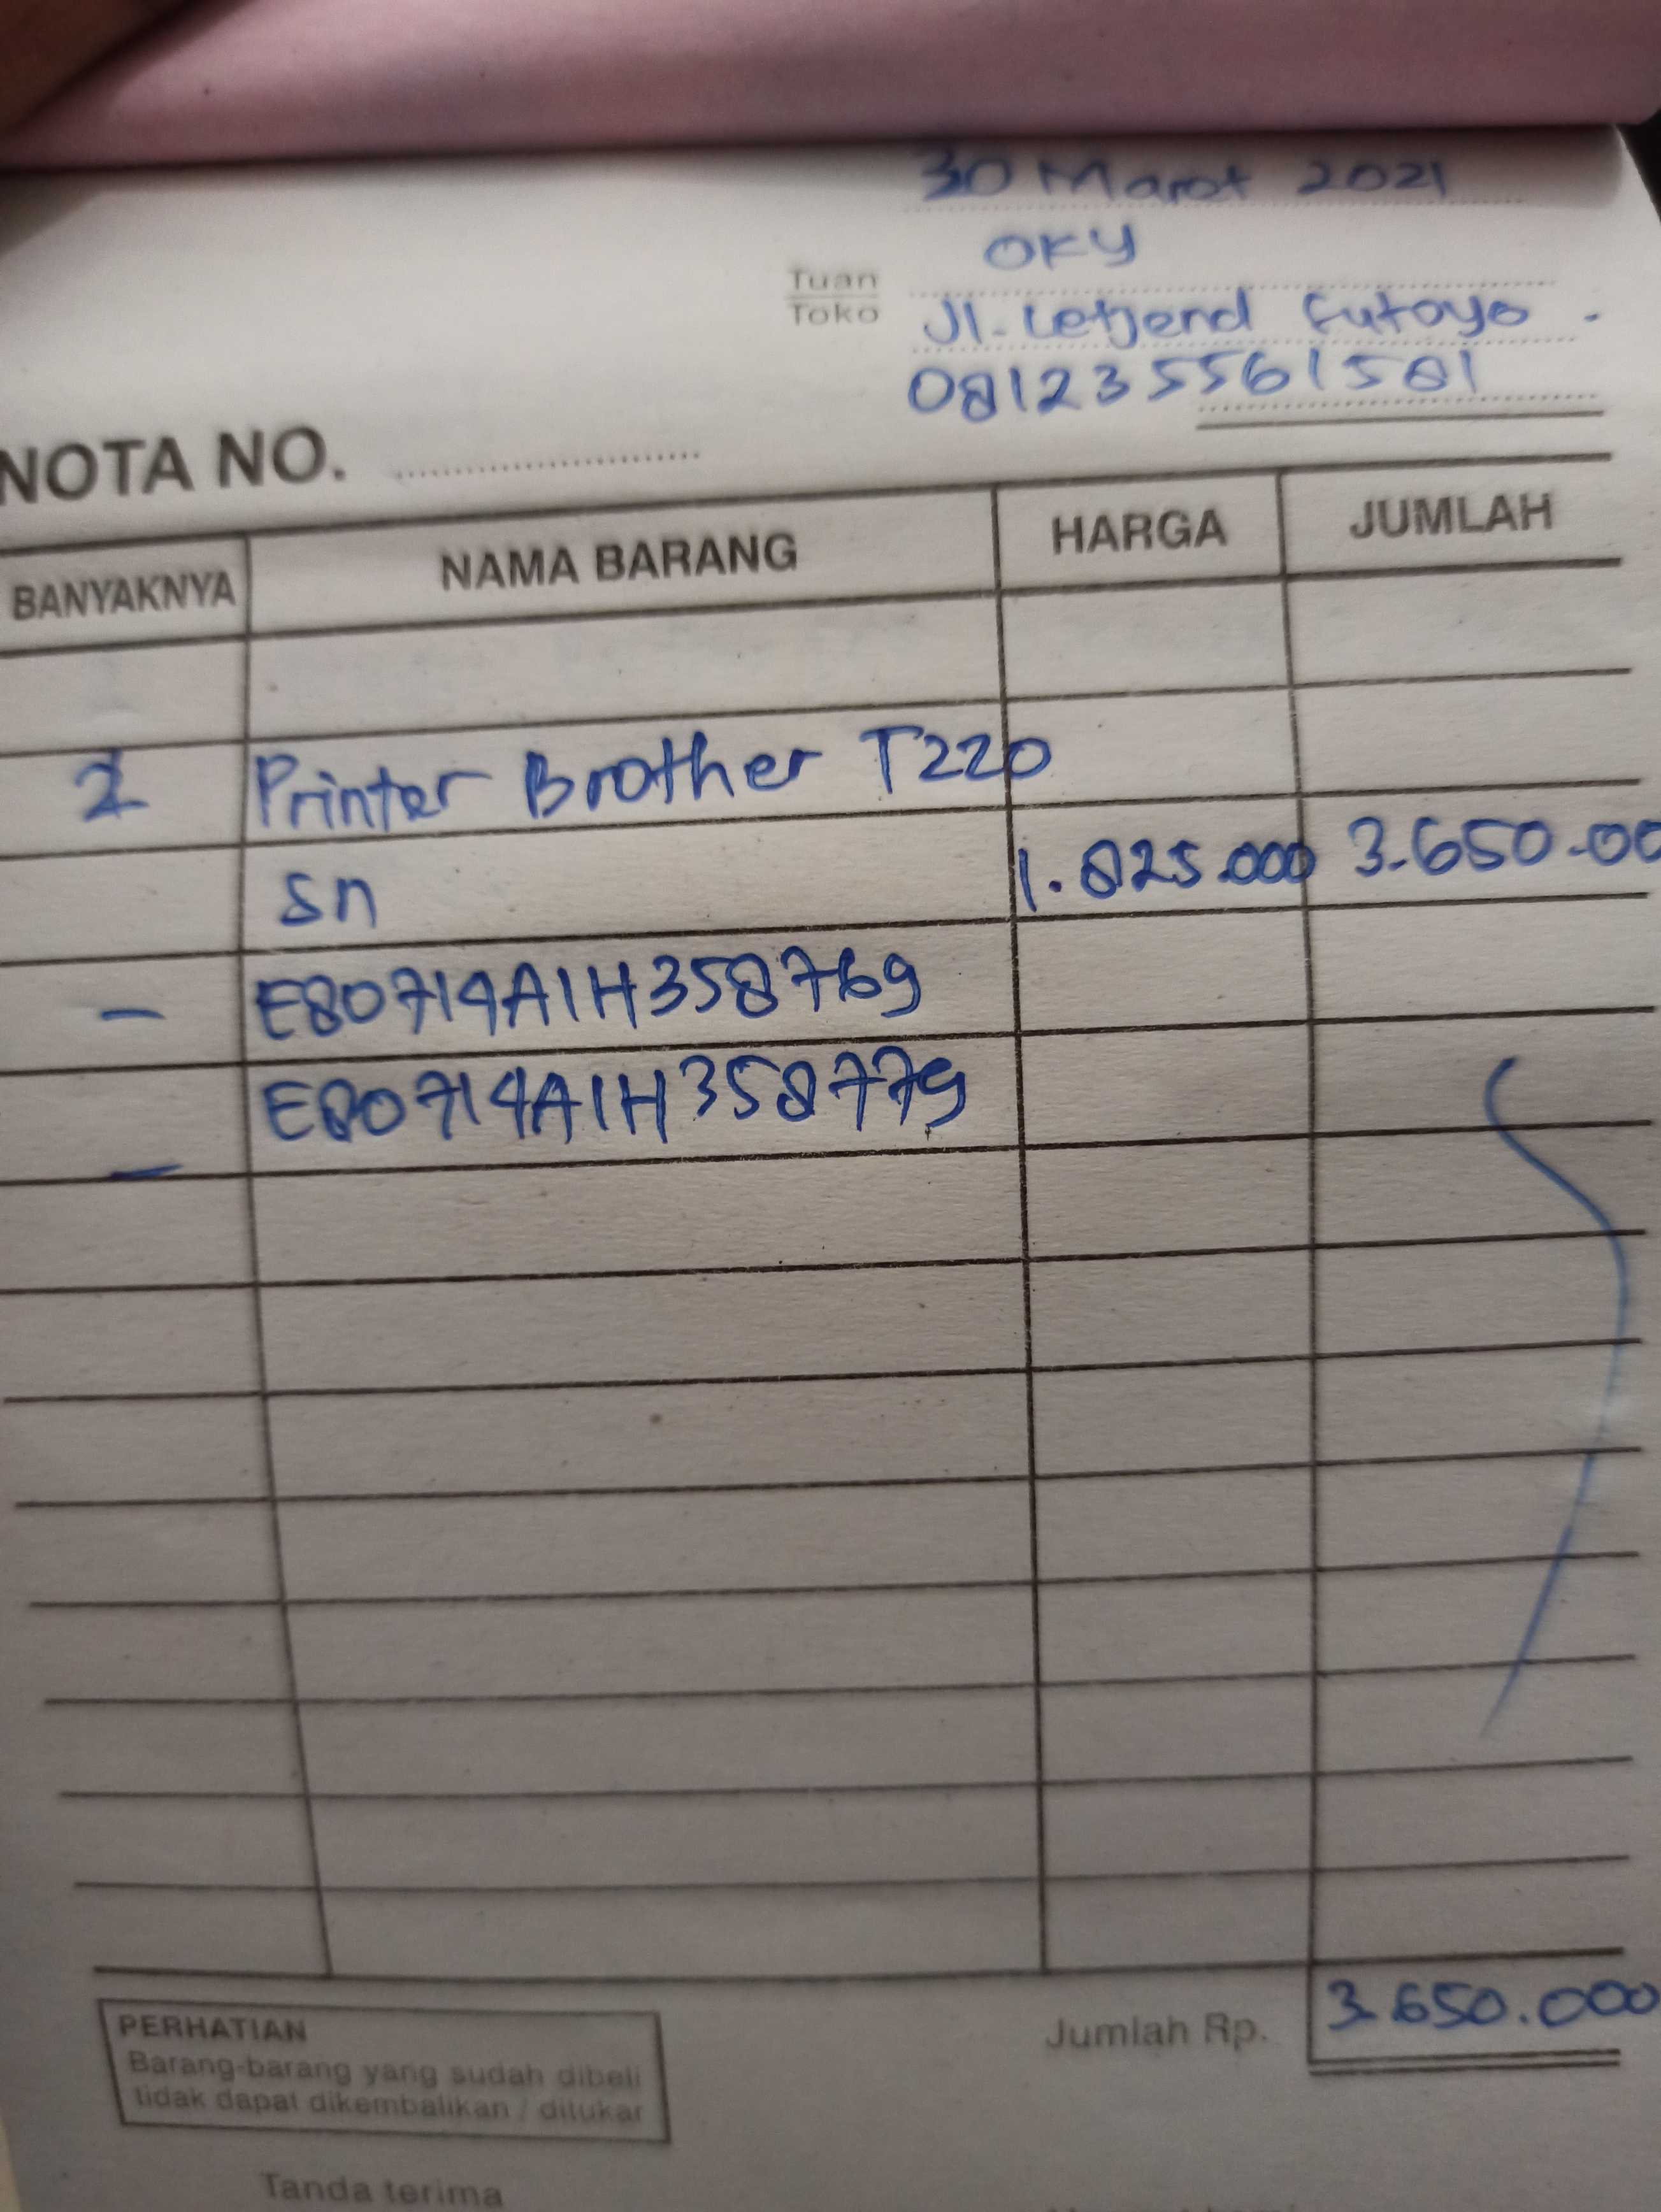 30 Maret 2021
OKY
Tuan
Toko
Jl. Letjend Sutoyo.
081235561581
NOTA NO.
BANYAKNYA NAMA BARANG HARGA JUMLAH
2 Printer Brother T220
sn 1.825.000 3.650.00
- E80714A1H358769
E80714A1H358779
-
Jumlah Rp. 3.650.000
PERHATIAN
Barang-barang yang sudah dibeli
tidak dapat dikembalikan / ditukar
Tanda terima